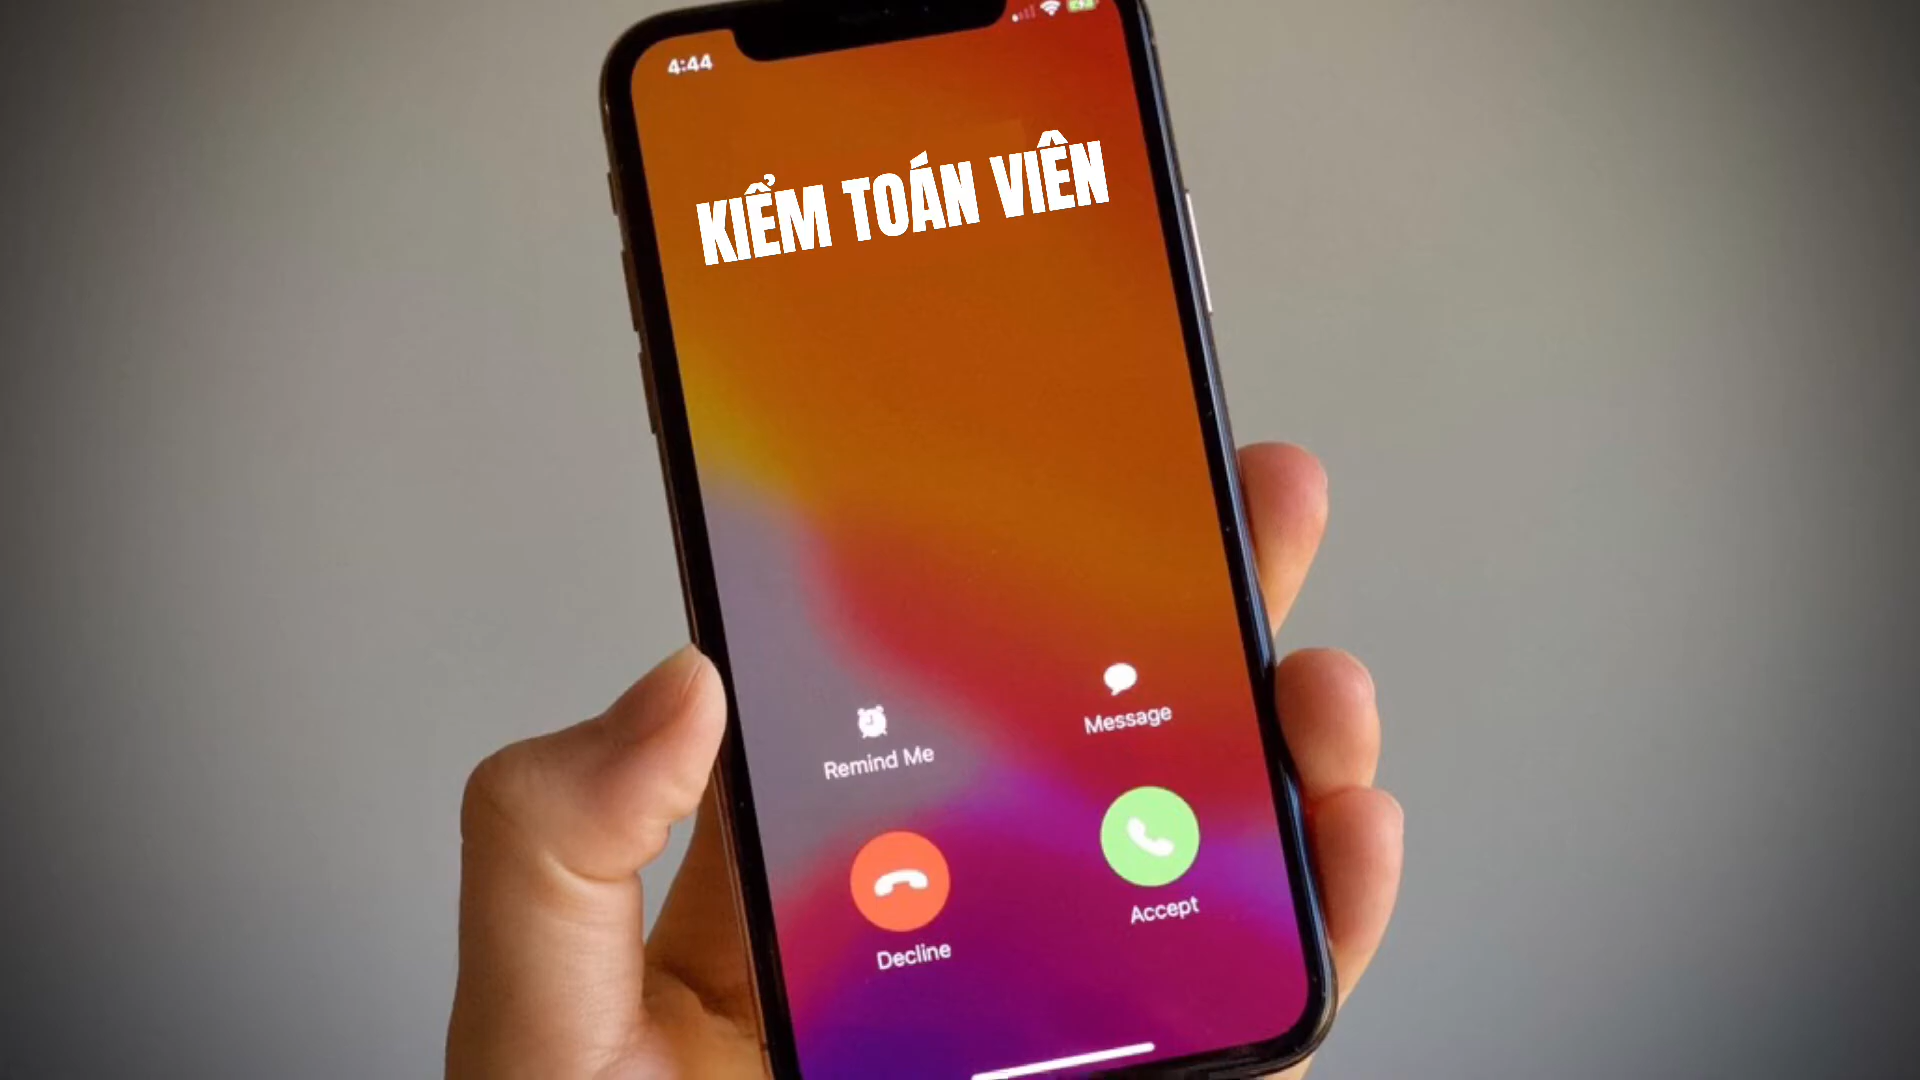 4:44
KIỂM TOÁN VIÊN
Message
Remind Me
Accept
Decline